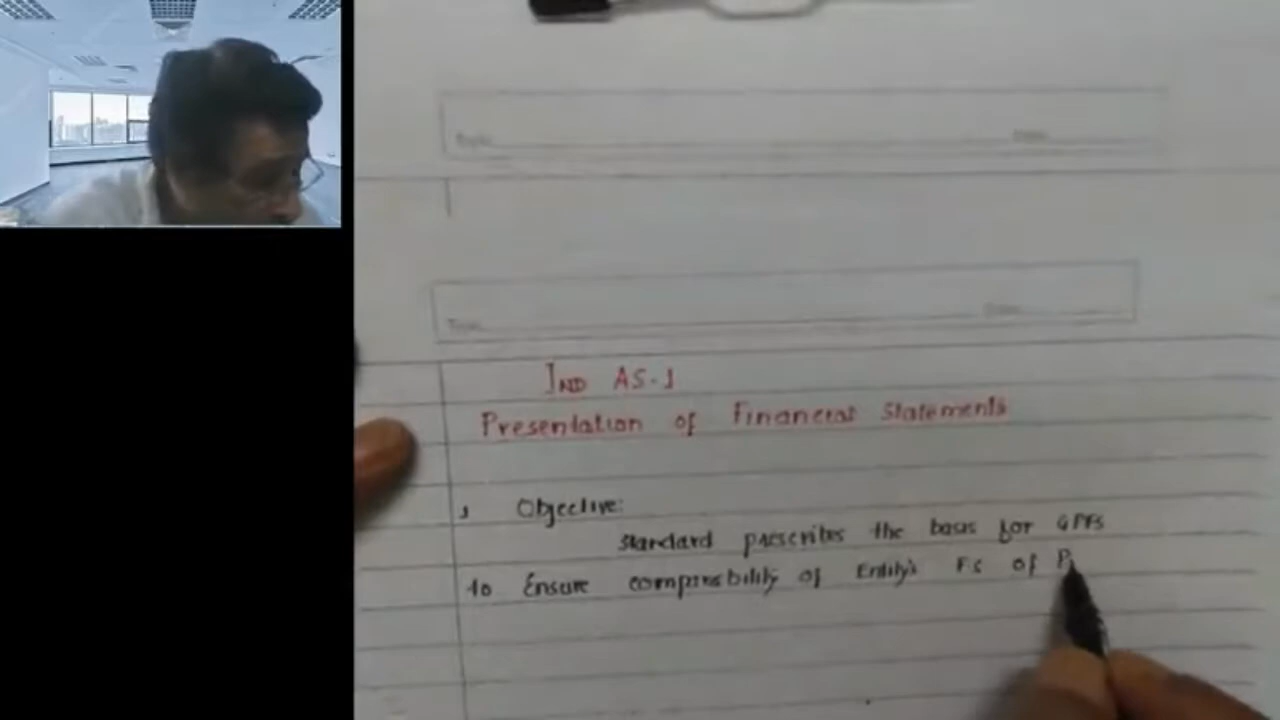 IND AS-1
Presentation of Financial Statements
1 Objective:
Standard prescribes the basis for GPFS
to Ensure comprasbility of Entity's FS of P